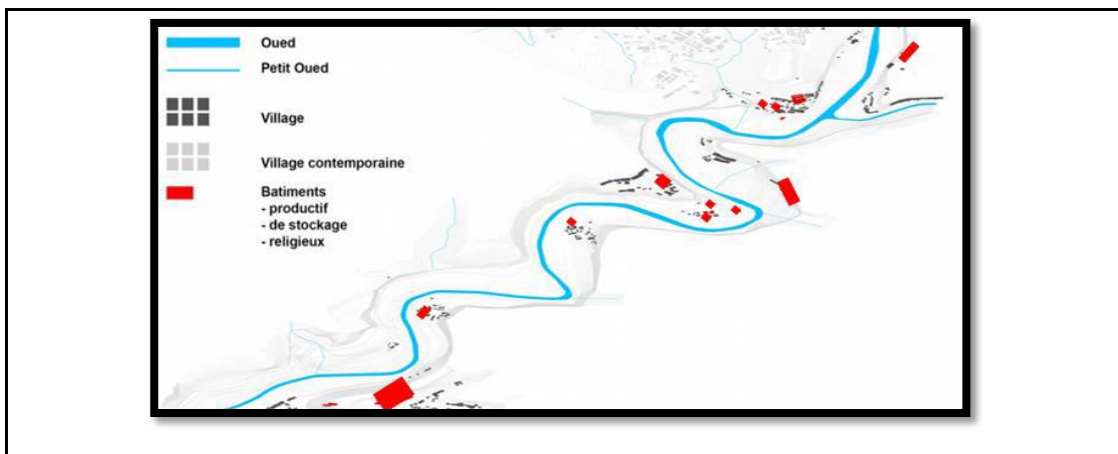 Oued
Petit Oued
Village
Village contemporaine
Batiments
- productif
- de stockage
- religieux